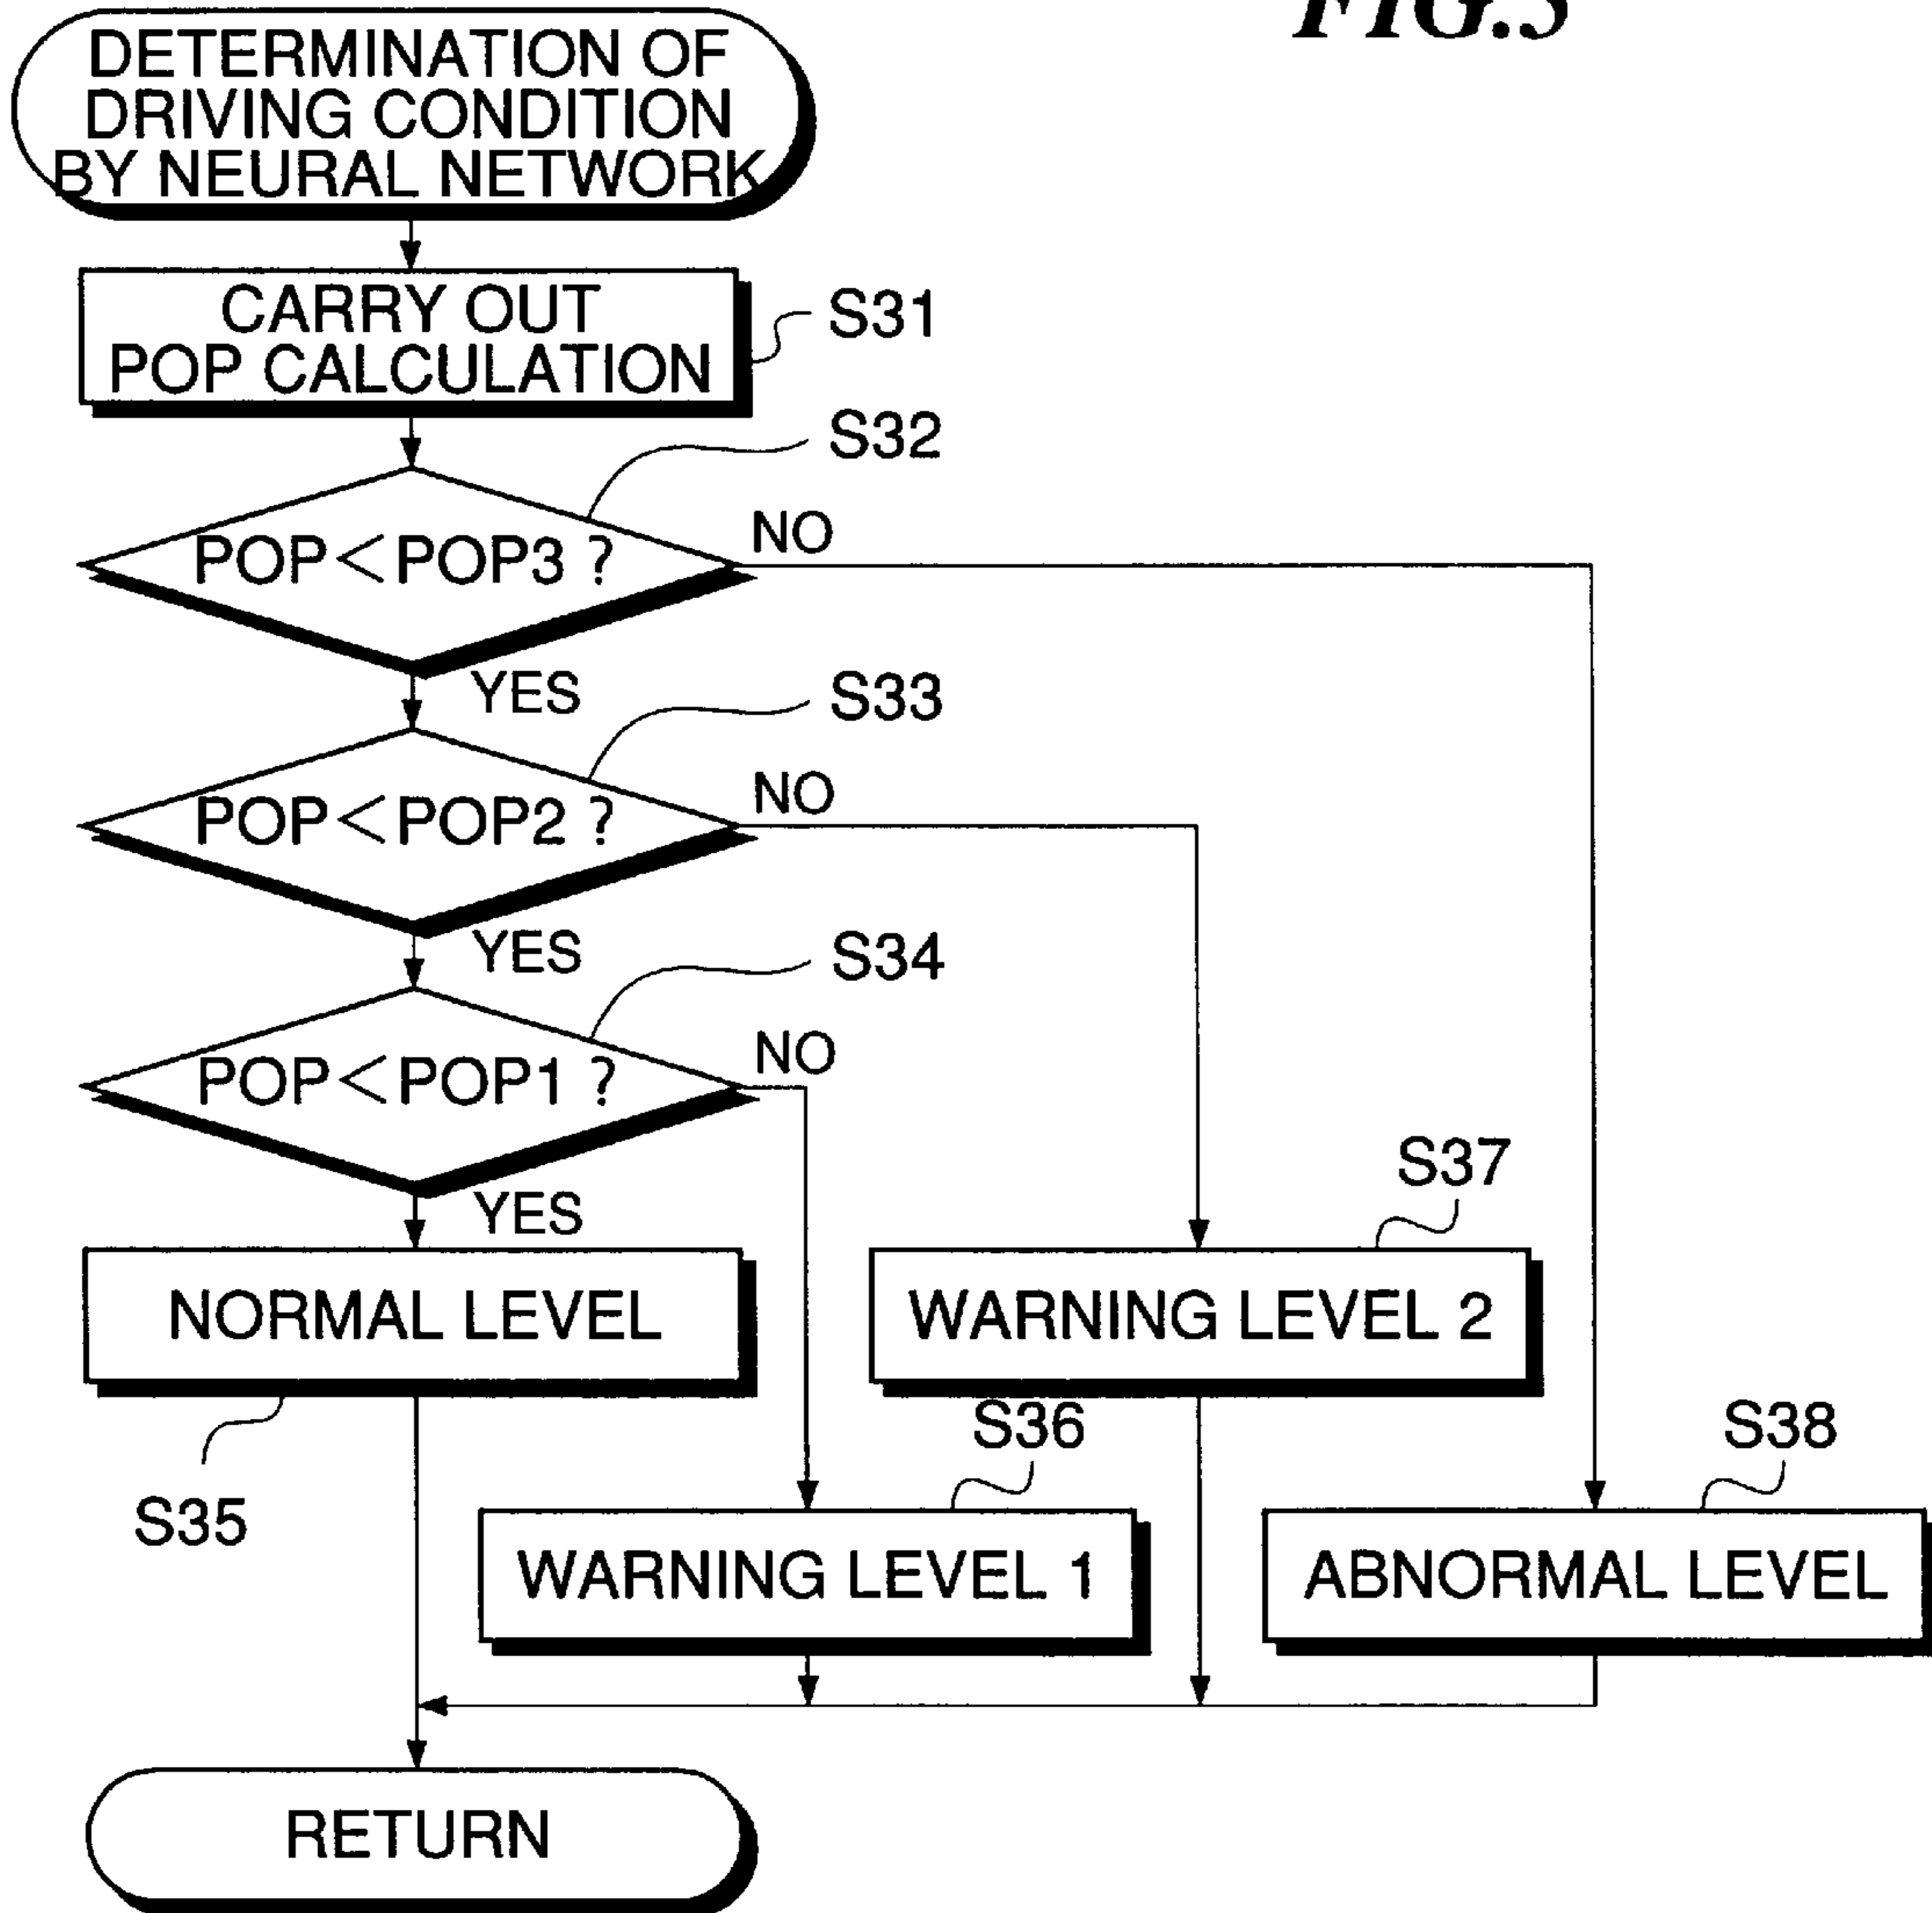 FIG.5
DETERMINATION OF
DRIVING CONDITION
BY NEURAL NETWORK
CARRY OUT
POP CALCULATION
S31
S32
POP<POP3 ?
NO
YES
S33
POP<POP2 ?
NO
YES
S34
POP<POP1 ?
NO
YES
S37
NORMAL LEVEL
WARNING LEVEL 2
S35
S36
S38
WARNING LEVEL 1
ABNORMAL LEVEL
RETURN